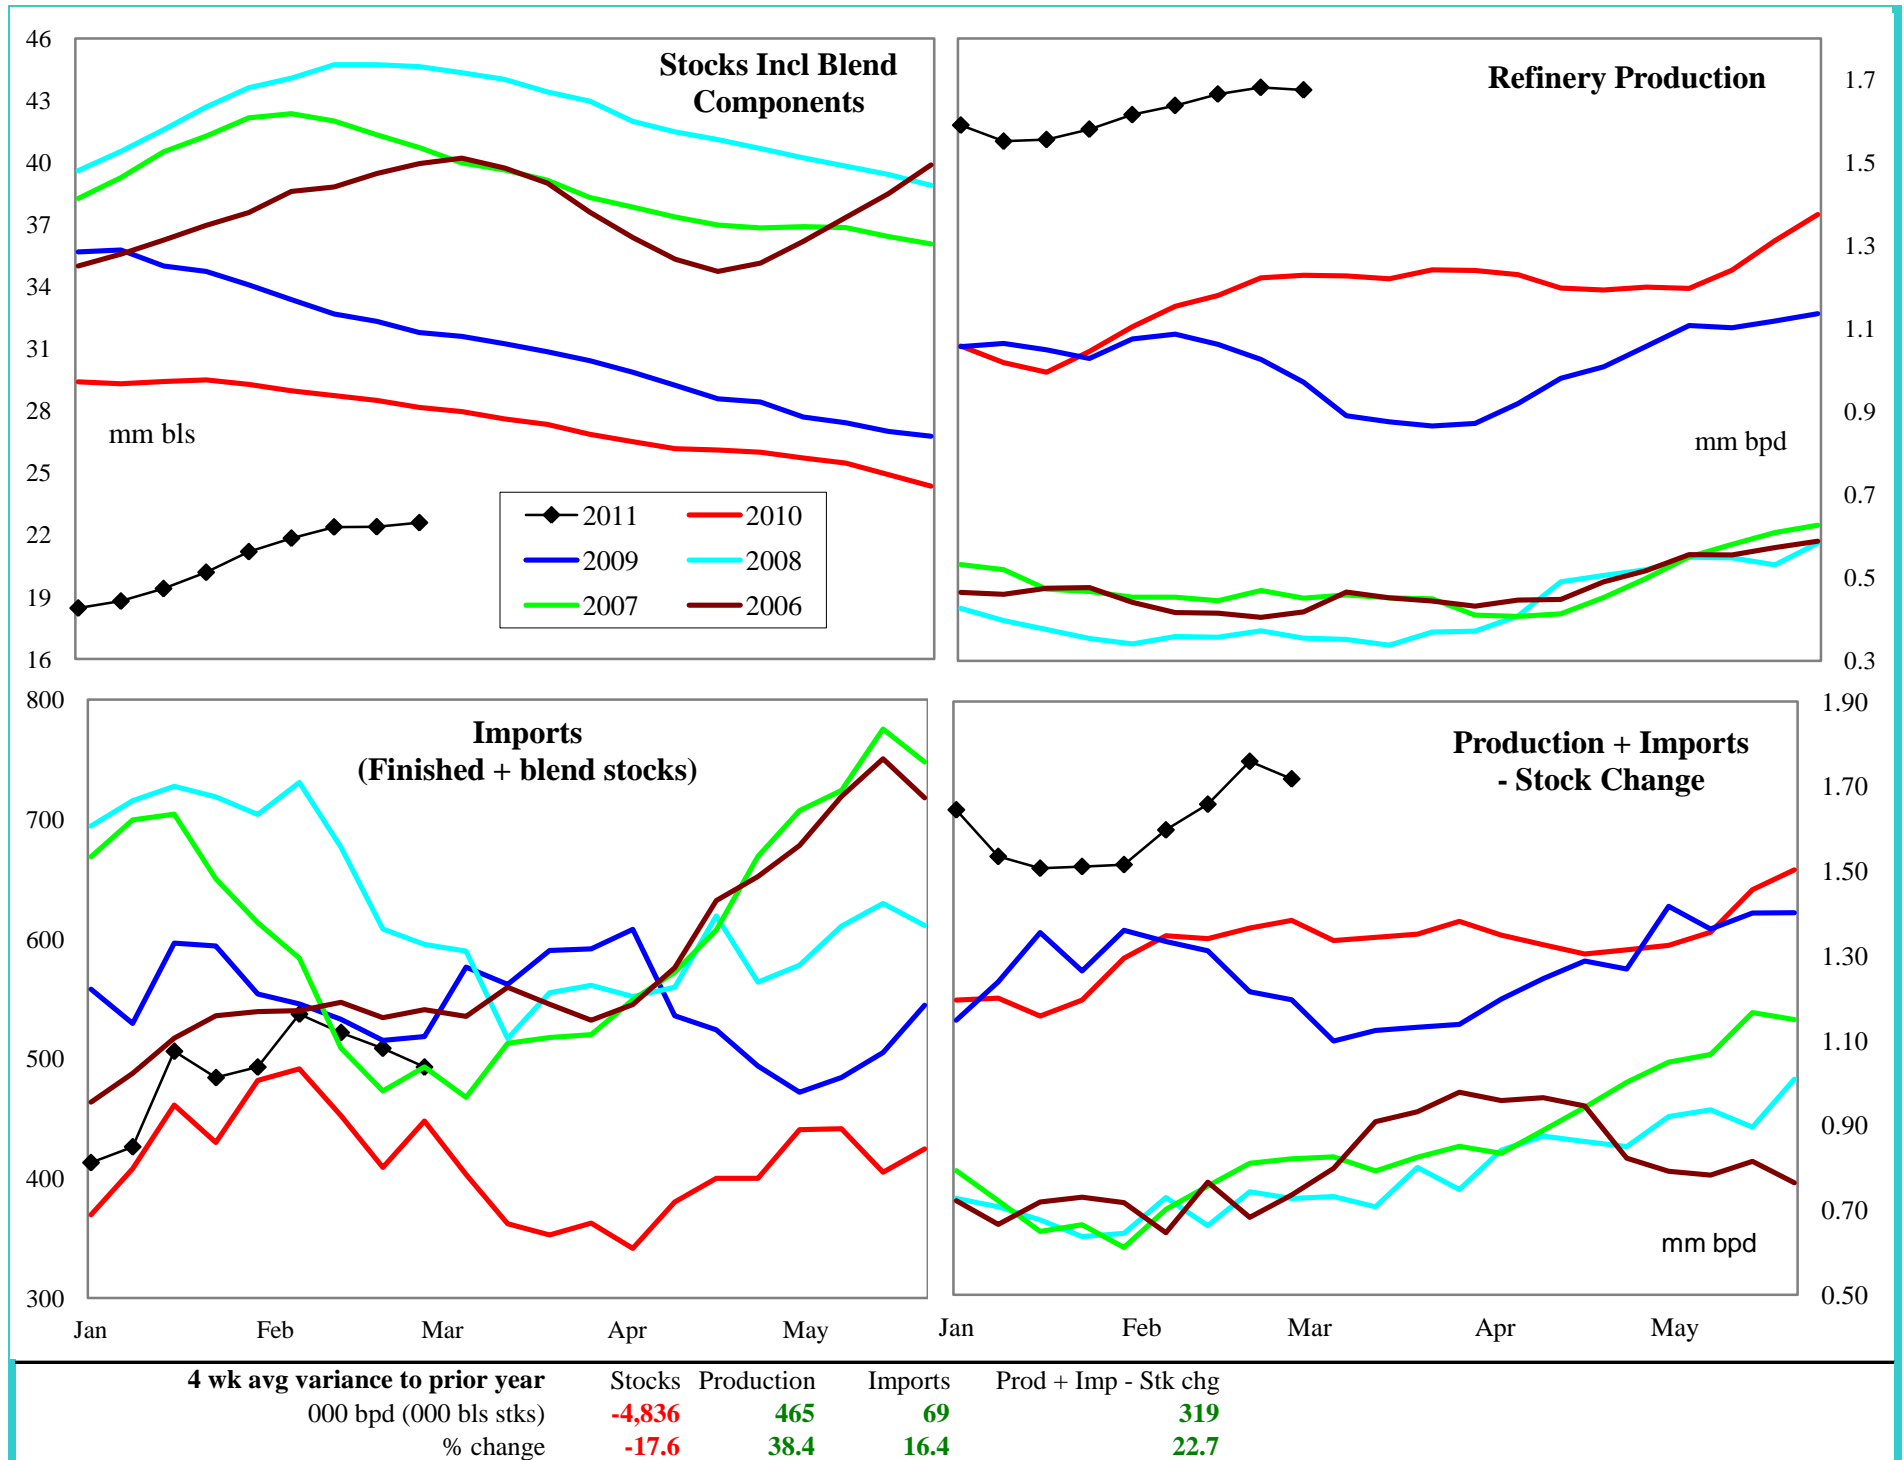 46
43
40
37
34
31
28
25
22
19
16
Stocks Incl Blend
Components
mm bls
2011
2010
2009
2008
2007
2006
Refinery Production
mm bpd
1.7
1.5
1.3
1.1
0.9
0.7
0.5
0.3
800
700
600
500
400
300
Imports
(Finished + blend stocks)
Jan Feb Mar Apr May
Production + Imports
- Stock Change
mm bpd
1.90
1.70
1.50
1.30
1.10
0.90
0.70
0.50
Jan Feb Mar Apr May
4 wk avg variance to prior year Stocks Production Imports Prod + Imp - Stk chg
000 bpd (000 bls stks) -4,836 465 69 319
% change -17.6 38.4 16.4 22.7